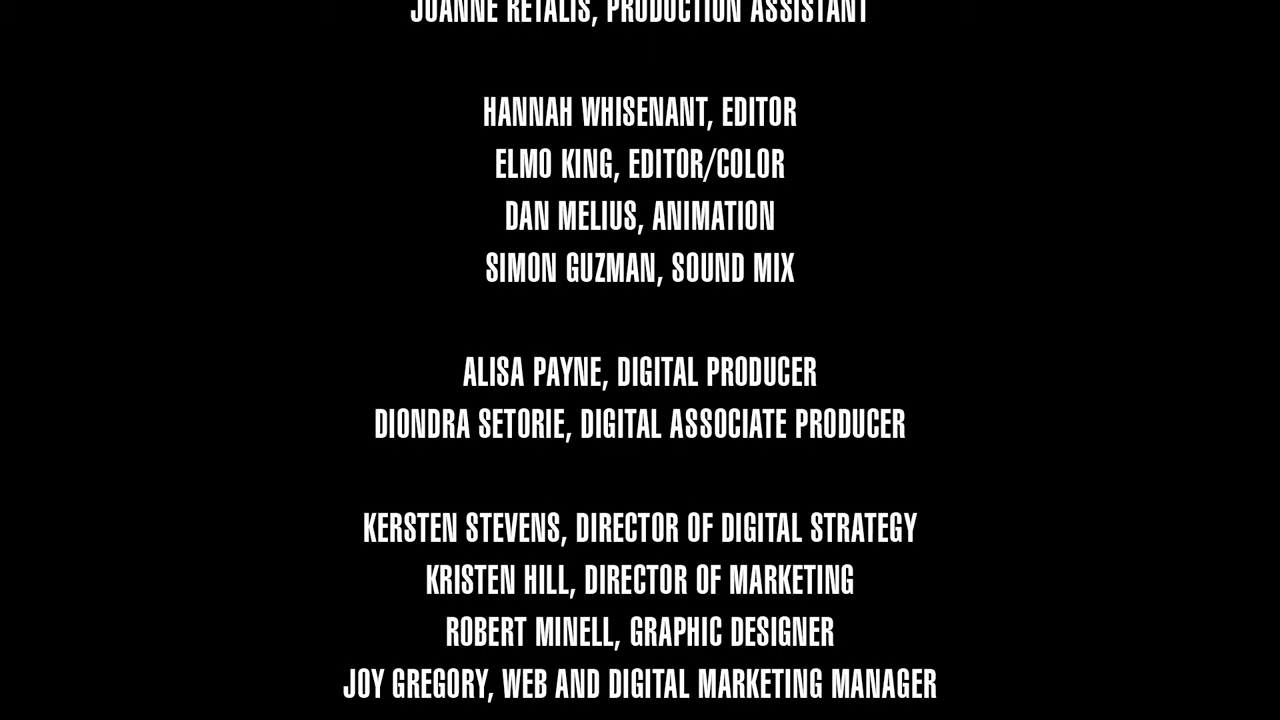 JOANNE RETALIS, PRODUCTION ASSISTANT
HANNAH WHISENANT, EDITOR
ELMO KING, EDITOR/COLOR
DAN MELIUS, ANIMATION
SIMON GUZMAN, SOUND MIX
ALISA PAYNE, DIGITAL PRODUCER
DIONDRA SETORIE, DIGITAL ASSOCIATE PRODUCER
KERSTEN STEVENS, DIRECTOR OF DIGITAL STRATEGY
KRISTEN HILL, DIRECTOR OF MARKETING
ROBERT MINELL, GRAPHIC DESIGNER
JOY GREGORY, WEB AND DIGITAL MARKETING MANAGER